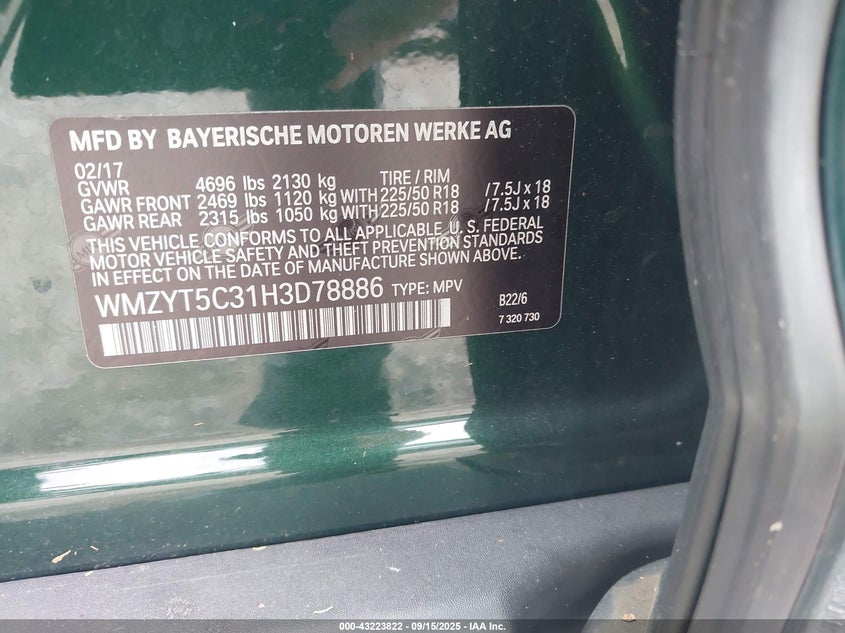 MFD BY BAYERISCHE MOTOREN WERKE AG
02/17 TIRE / RIM
GVWR 4696 lbs 2130 kg
GAWR FRONT 2469 lbs 1120 kg WITH 225/50 R18 / 7.5J x 18
GAWR REAR 2315 lbs 1050 kg WITH 225/50 R18 / 7.5J x 18
THIS VEHICLE CONFORMS TO ALL APPLICABLE U. S. FEDERAL
MOTOR VEHICLE SAFETY AND THEFT PREVENTION STANDARDS
IN EFFECT ON THE DATE OF MANUFACTURE SHOWN ABOVE.
WMZYT5C31H3D78886 TYPE: MPV B22/6
7 320 730
000-43223822 - 09/15/2025 - IAA Inc.